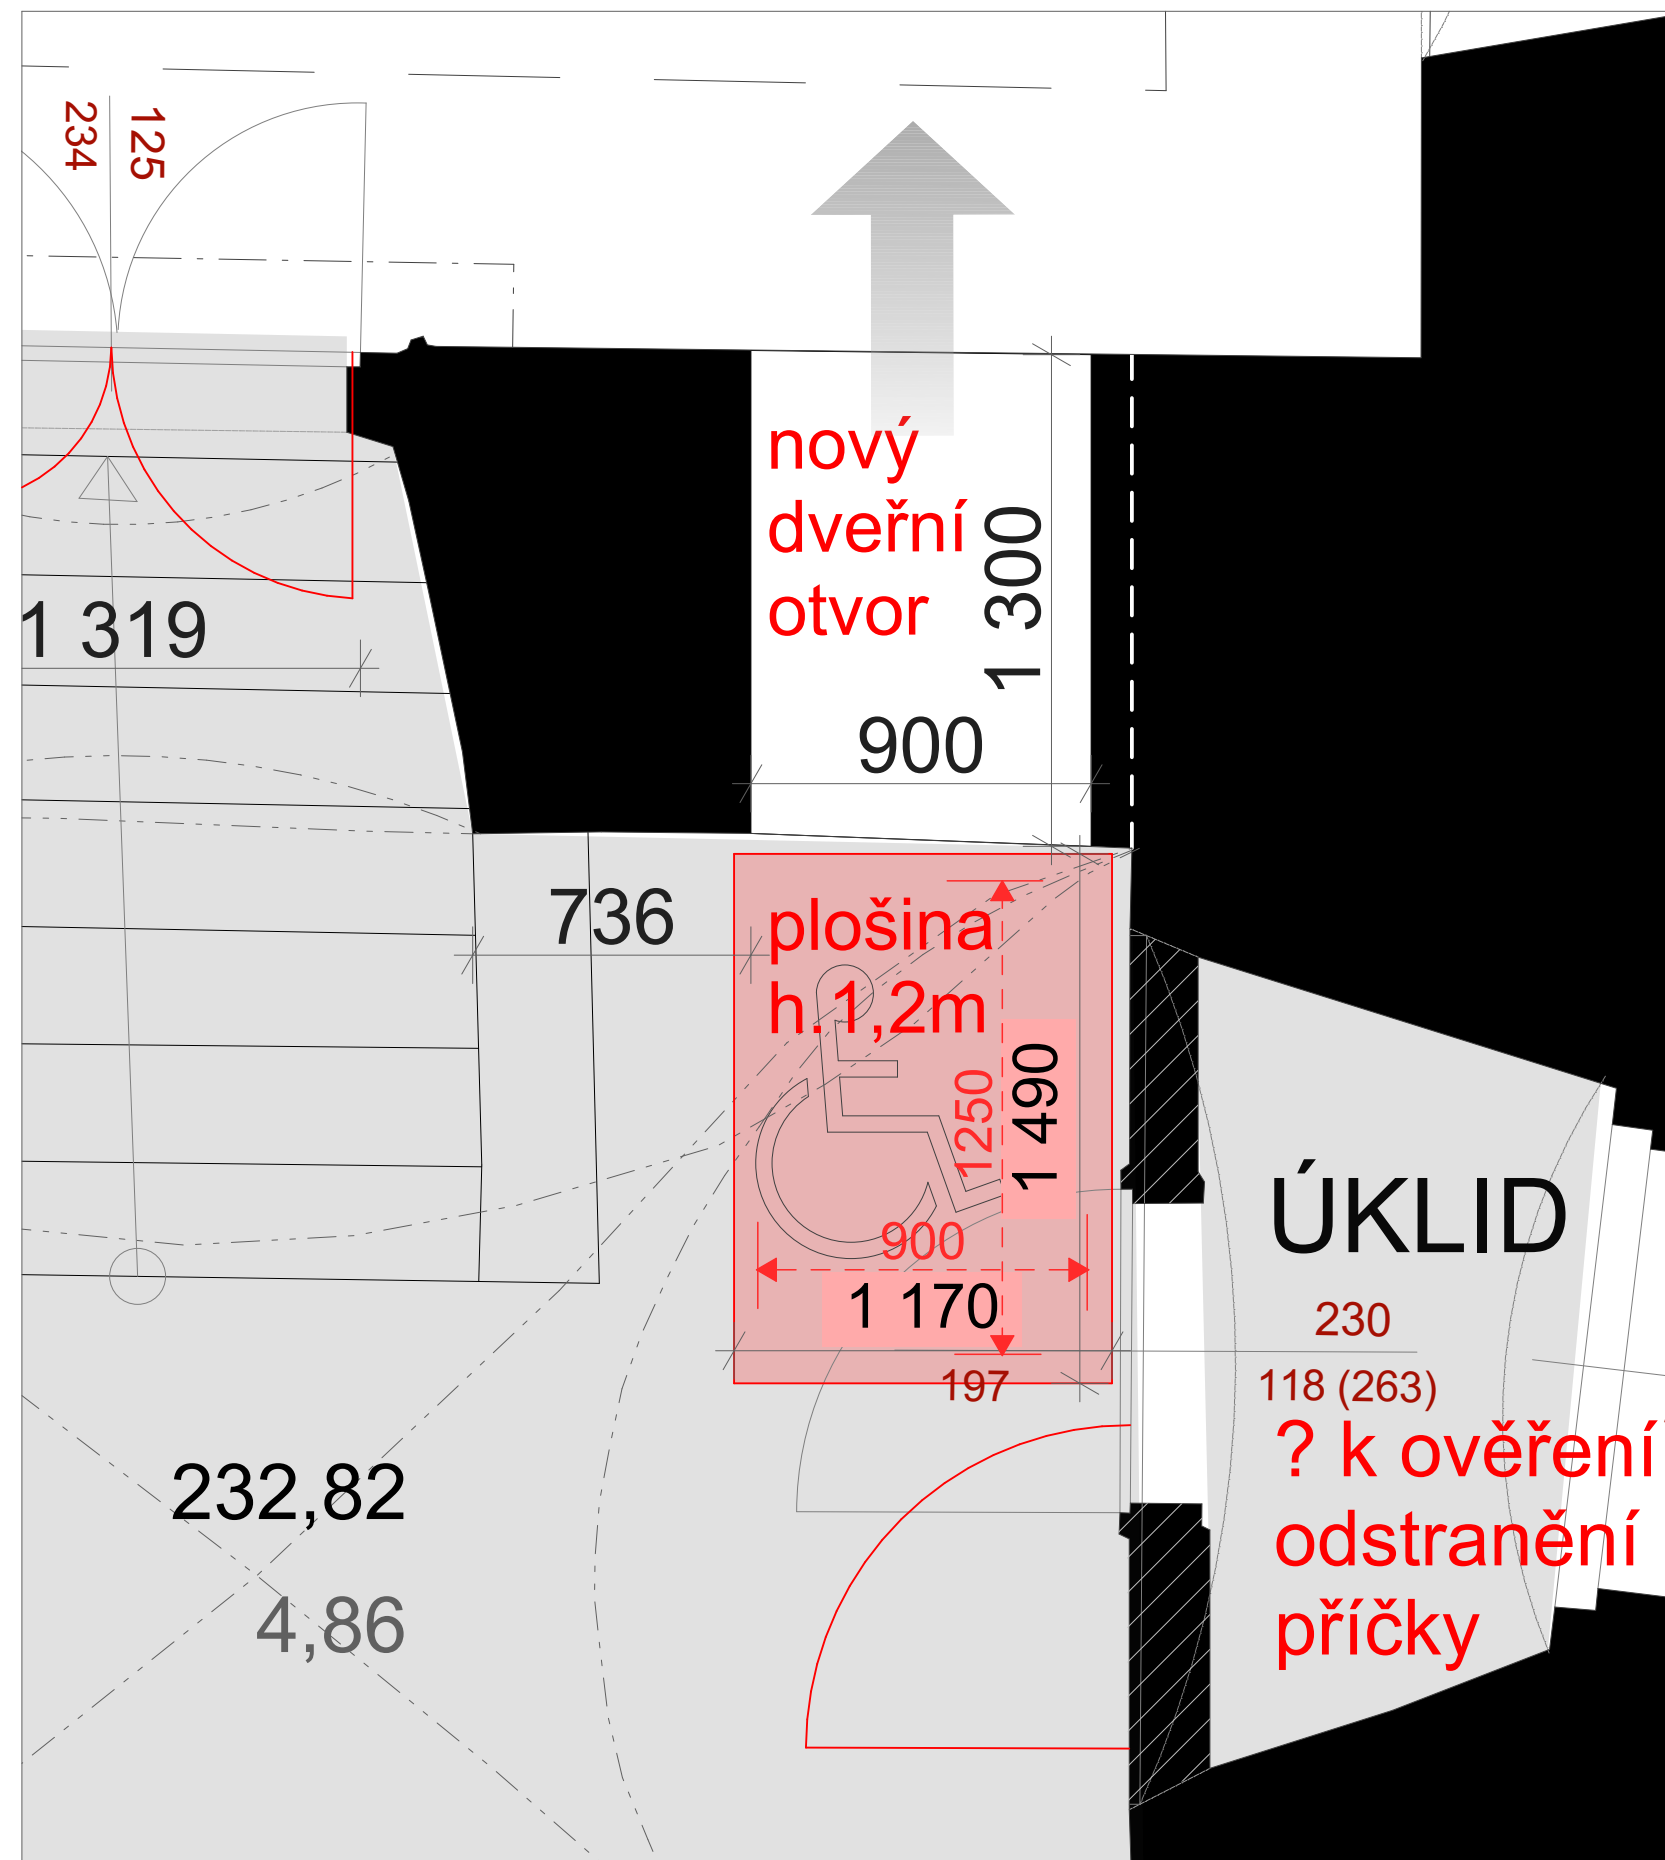 125
234
nový
dveřní
otvor
1 300
1 319
900
736
plošina
h.1,2m
1250
1 490
900
1 170
197
ÚKLID
230
118 (263)
? k ověření
odstranění
příčky
232,82
4,86